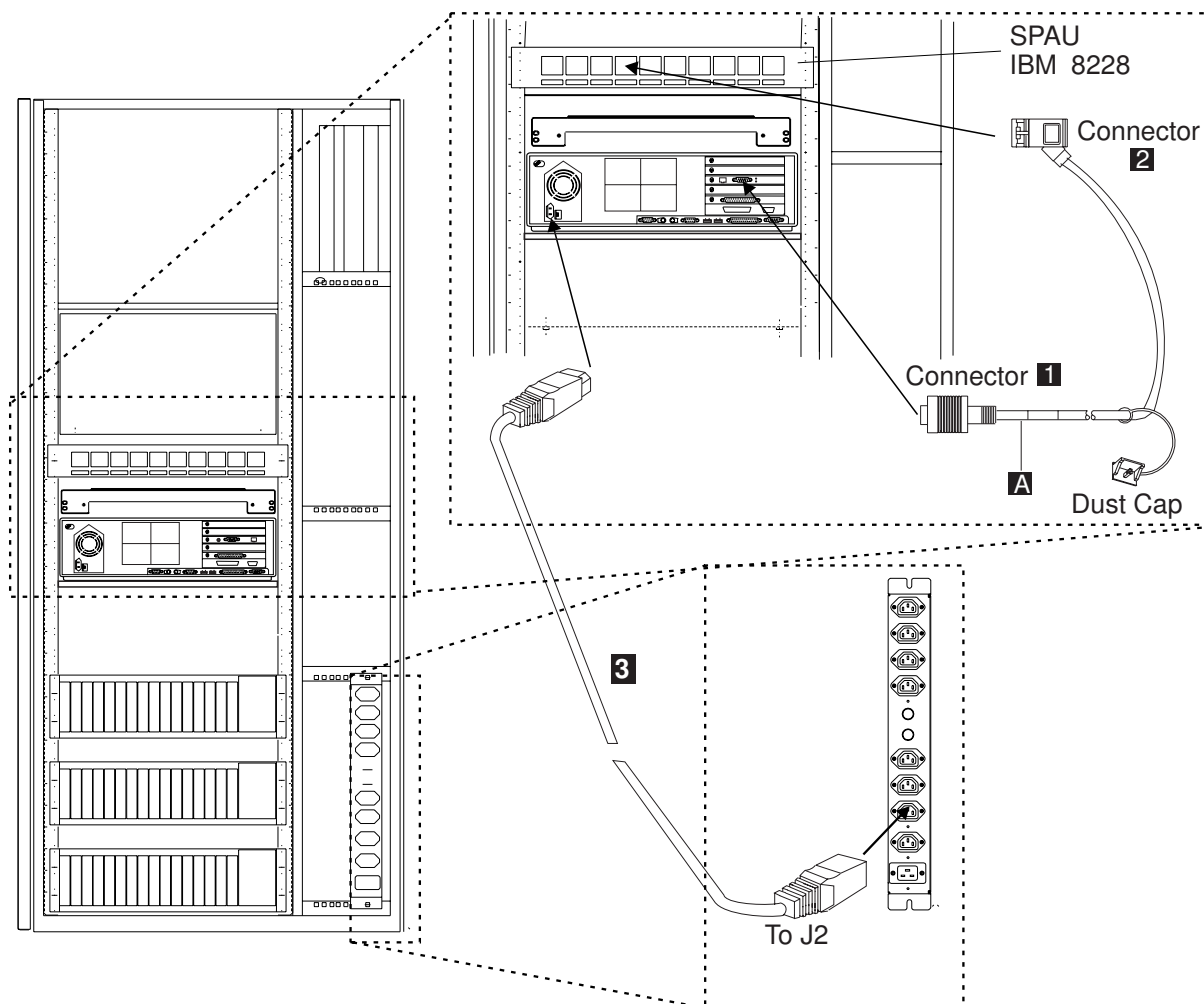 SPAU
IBM 8228
Connector
2
Connector 1
A
Dust Cap
3
To J2